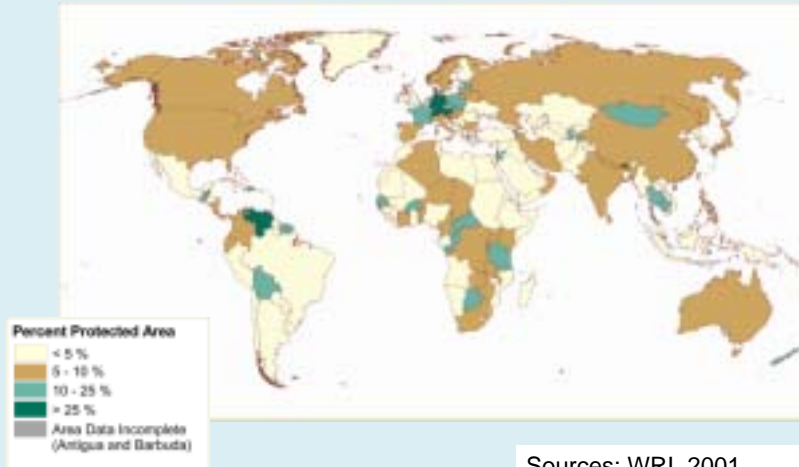 Percent Protected Area
< 5 %
5 - 10 %
10 - 25 %
> 25 %
Area Data Incomplete
(Antigua and Barbuda)
Sources: WRI, 2001